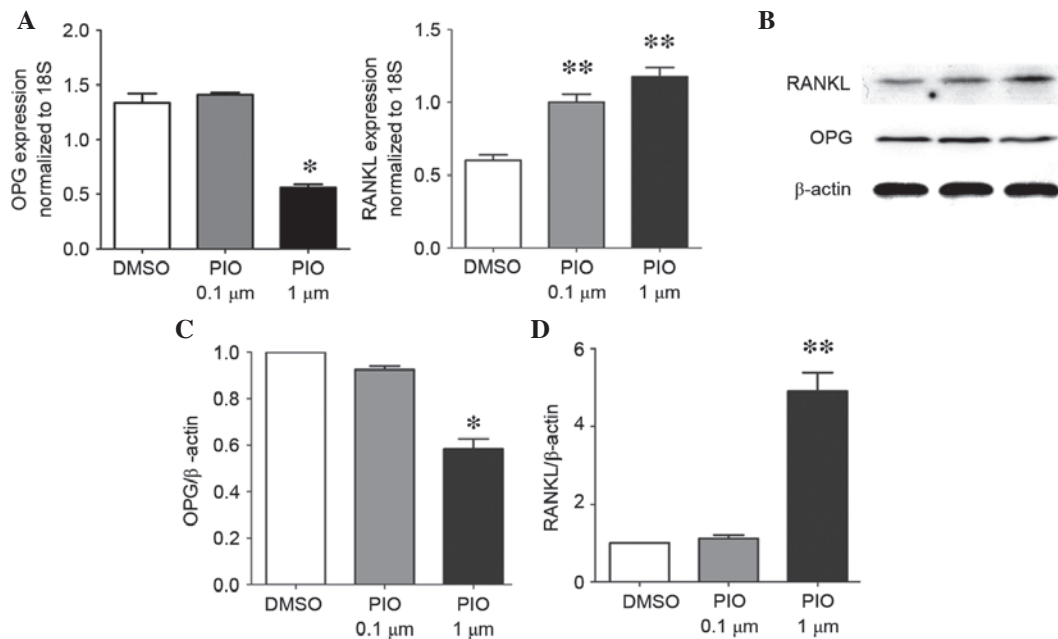 A
OPG expression
normalized to 18S
2.0
1.5
1.0
0.5
0.0
*
DMSO
PIO
0.1 μm
PIO
1 μm
RANKL expression
normalized to 18S
1.5
1.0
0.5
0.0
**
**
DMSO
PIO
0.1 μm
PIO
1 μm
B
RANKL
OPG
β-actin
C
OPG/β -actin
1.0
0.8
0.6
0.4
0.2
0.0
*
DMSO
PIO
0.1 μm
PIO
1 μm
D
RANKL/β-actin
6
4
2
0
**
DMSO
PIO
0.1 μm
PIO
1 μm